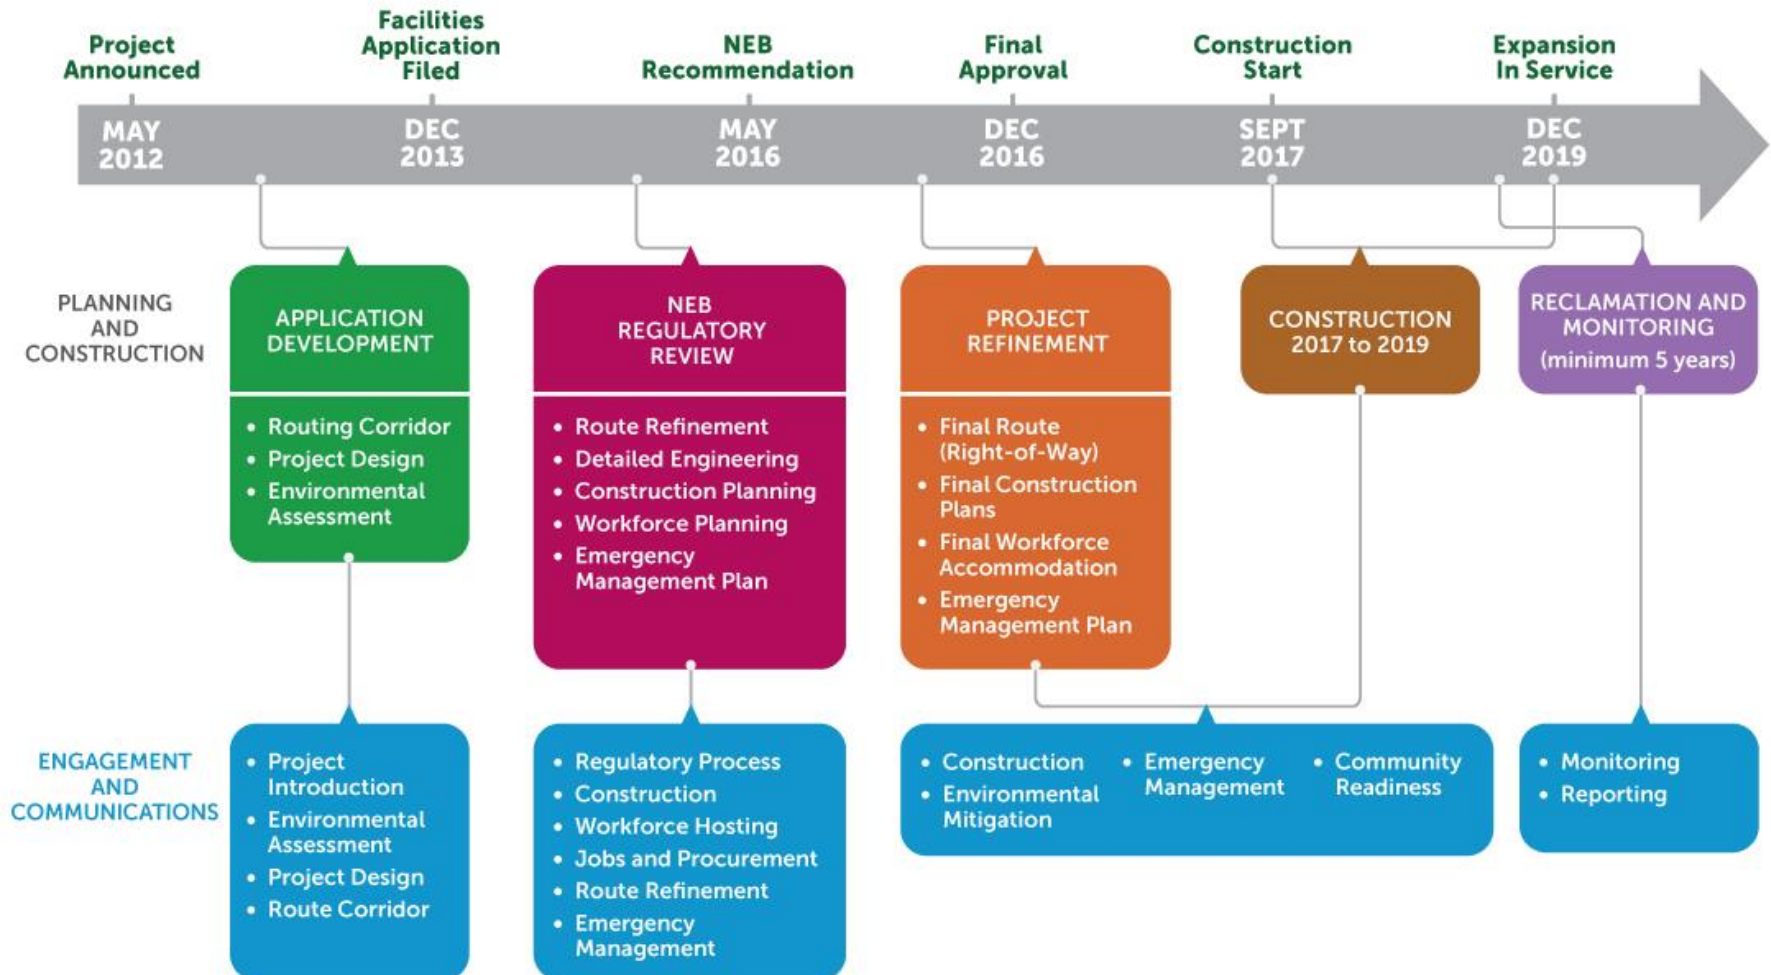 Project
Announced
Facilities
Application
Filed
NEB
Recommendation
Final
Approval
Construction
Start
Expansion
In Service
MAY
2012
DEC
2013
MAY
2016
DEC
2016
SEPT
2017
DEC
2019
PLANNING
AND
CONSTRUCTION
APPLICATION
DEVELOPMENT
• Routing Corridor
• Project Design
• Environmental
Assessment
NEB
REGULATORY
REVIEW
• Route Refinement
• Detailed Engineering
• Construction Planning
• Workforce Planning
• Emergency
Management Plan
PROJECT
REFINEMENT
• Final Route
(Right-of-Way)
• Final Construction
Plans
• Final Workforce
Accommodation
• Emergency
Management Plan
CONSTRUCTION
2017 to 2019
RECLAMATION AND
MONITORING
(minimum 5 years)
ENGAGEMENT
AND
COMMUNICATIONS
• Project
Introduction
• Environmental
Assessment
• Project Design
• Route Corridor
• Regulatory Process
• Construction
• Workforce Hosting
• Jobs and Procurement
• Route Refinement
• Emergency
Management
• Construction
• Environmental
Mitigation
• Emergency
Management
• Community
Readiness
• Monitoring
• Reporting